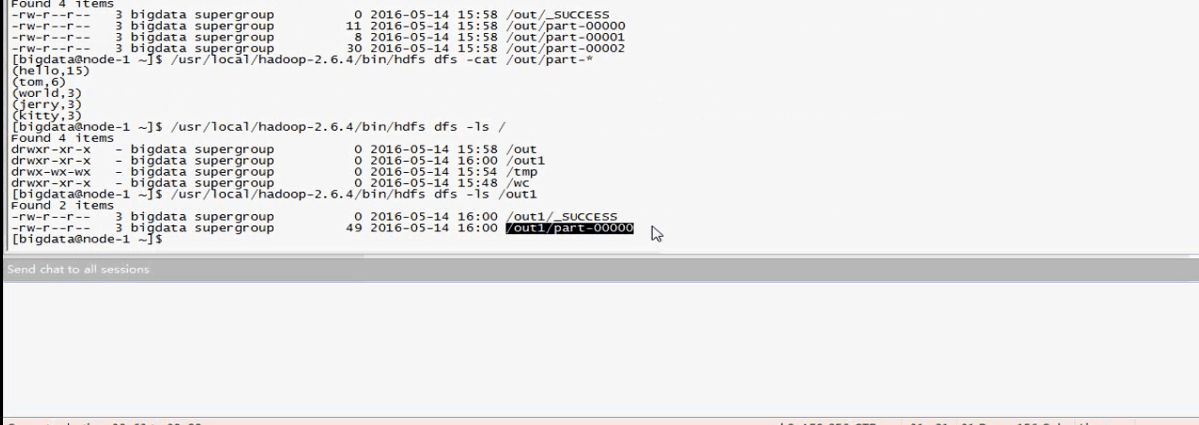 Found 4 items
-rw-r--r-- 3 bigdata supergroup 0 2016-05-14 15:58 /out/_SUCCESS
-rw-r--r-- 3 bigdata supergroup 11 2016-05-14 15:58 /out/part-00000
-rw-r--r-- 3 bigdata supergroup 8 2016-05-14 15:58 /out/part-00001
-rw-r--r-- 3 bigdata supergroup 30 2016-05-14 15:58 /out/part-00002
[bigdata@node-1 ~]$ /usr/local/hadoop-2.6.4/bin/hdfs dfs -cat /out/part-*
(hello,15)
(tom,6)
(world,3)
(jerry,3)
(kitty,3)
[bigdata@node-1 ~]$ /usr/local/hadoop-2.6.4/bin/hdfs dfs -ls /
Found 4 items
drwxr-xr-x - bigdata supergroup 0 2016-05-14 15:58 /out
drwxr-xr-x - bigdata supergroup 0 2016-05-14 16:00 /out1
drwx-wx-wx - bigdata supergroup 0 2016-05-14 15:54 /tmp
drwxr-xr-x - bigdata supergroup 0 2016-05-14 15:48 /wc
[bigdata@node-1 ~]$ /usr/local/hadoop-2.6.4/bin/hdfs dfs -ls /out1
Found 2 items
-rw-r--r-- 3 bigdata supergroup 0 2016-05-14 16:00 /out1/_SUCCESS
-rw-r--r-- 3 bigdata supergroup 49 2016-05-14 16:00 /out1/part-00000
[bigdata@node-1 ~]$
Send chat to all sessions